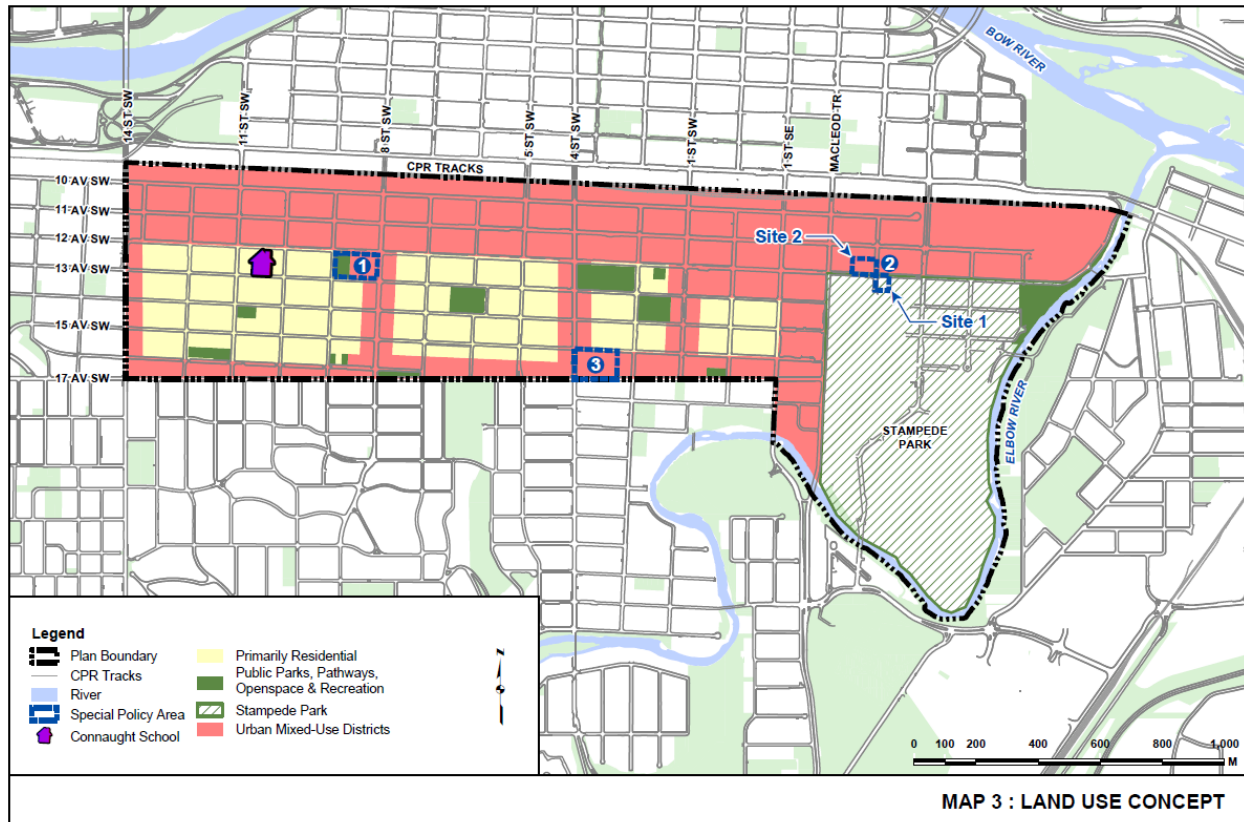 BOW RIVER
14 ST SW
11 ST SW
8 ST SW
5 ST SW
4 ST SW
1 ST SW
1 ST SE
MACLEOD TR
CPR TRACKS
10 AV SW
11 AV SW
12 AV SW
13 AV SW
15 AV SW
17 AV SW
Site 2
1
2
Site 1
3
STAMPEDE
PARK
ELBOW RIVER
Legend
Plan Boundary
CPR Tracks
River
Special Policy Area
Connaught School
Primarily Residential
Public Parks, Pathways,
Openspace & Recreation
Stampede Park
Urban Mixed-Use Districts
N
0 100 200 400 600 800 1,000
M
MAP 3 : LAND USE CONCEPT